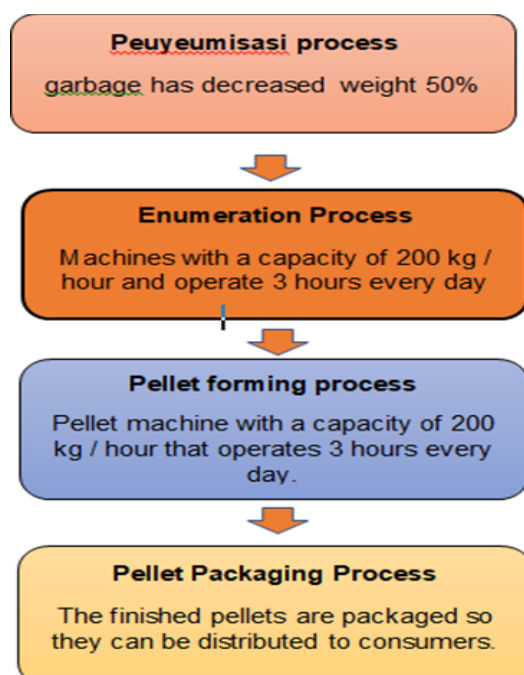 Peuyeumisasi process
garbage has decreased weight 50%
Enumeration Process
Machines with a capacity of 200 kg /
hour and operate 3 hours every day
Pellet forming process
Pellet machine with a capacity of 200
kg / hour that operates 3 hours every
day.
Pellet Packaging Process
The finished pellets are packaged so
they can be distributed to consumers.